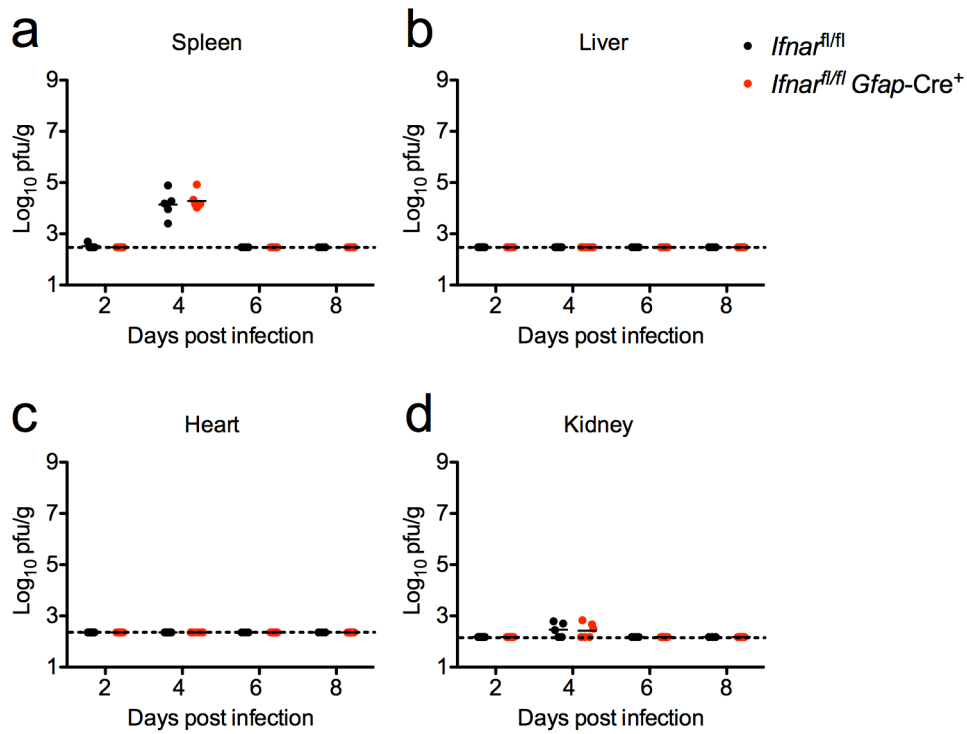 a
Spleen
9
7
5
3
1
Log10 pfu/g
2 4 6 8
Days post infection
b
Liver
9
7
5
3
1
Log10 pfu/g
2 4 6 8
Days post infection
Ifnarfl/fl
Ifnarfl/fl Gfap-Cre+
c
Heart
9
7
5
3
1
Log10 pfu/g
2 4 6 8
Days post infection
d
Kidney
9
7
5
3
1
Log10 pfu/g
2 4 6 8
Days post infection